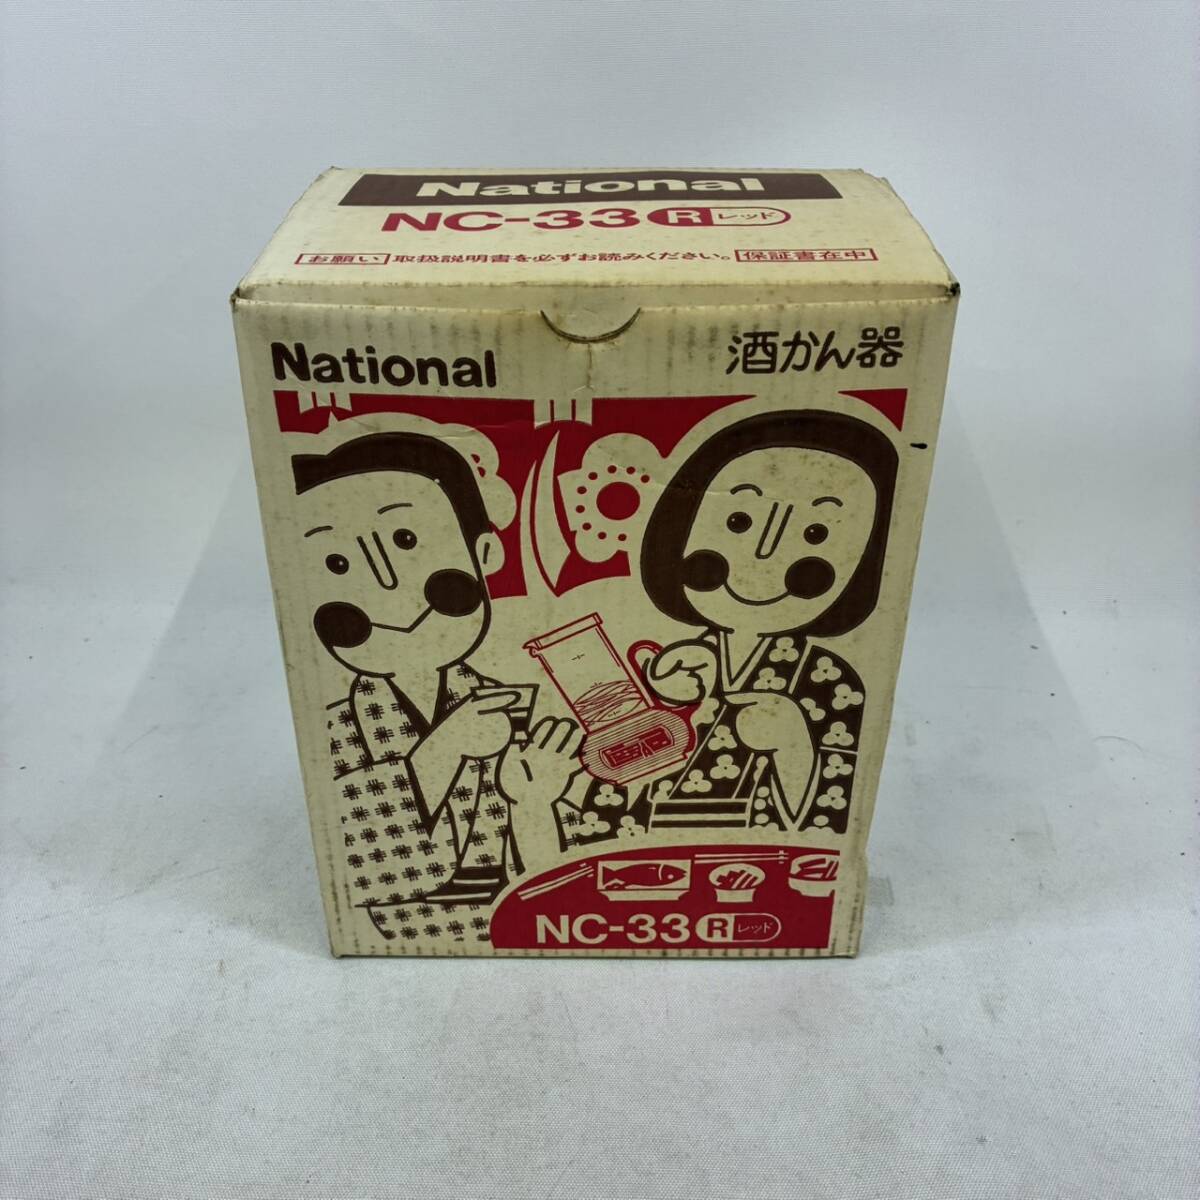 National
NC-33 R レッド
お願い 取扱説明書を必ずお読みください。 保証書在中
National 酒かん器
NC-33 R レッド